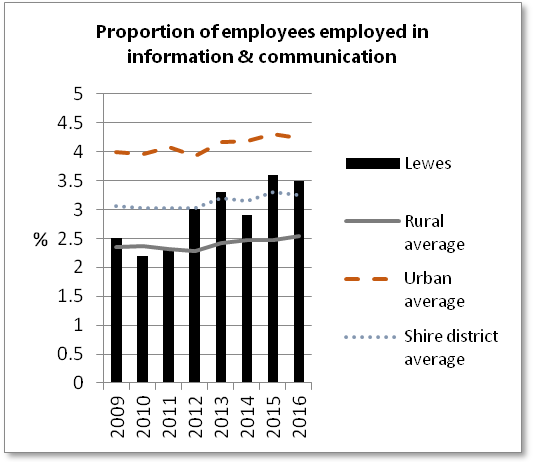 Proportion of employees employed in
information & communication
5
4.5
4
3.5
3
2.5
2
1.5
1
0.5
0
%
2009
2010
2011
2012
2013
2014
2015
2016
Lewes
Rural
average
Urban
average
Shire district
average